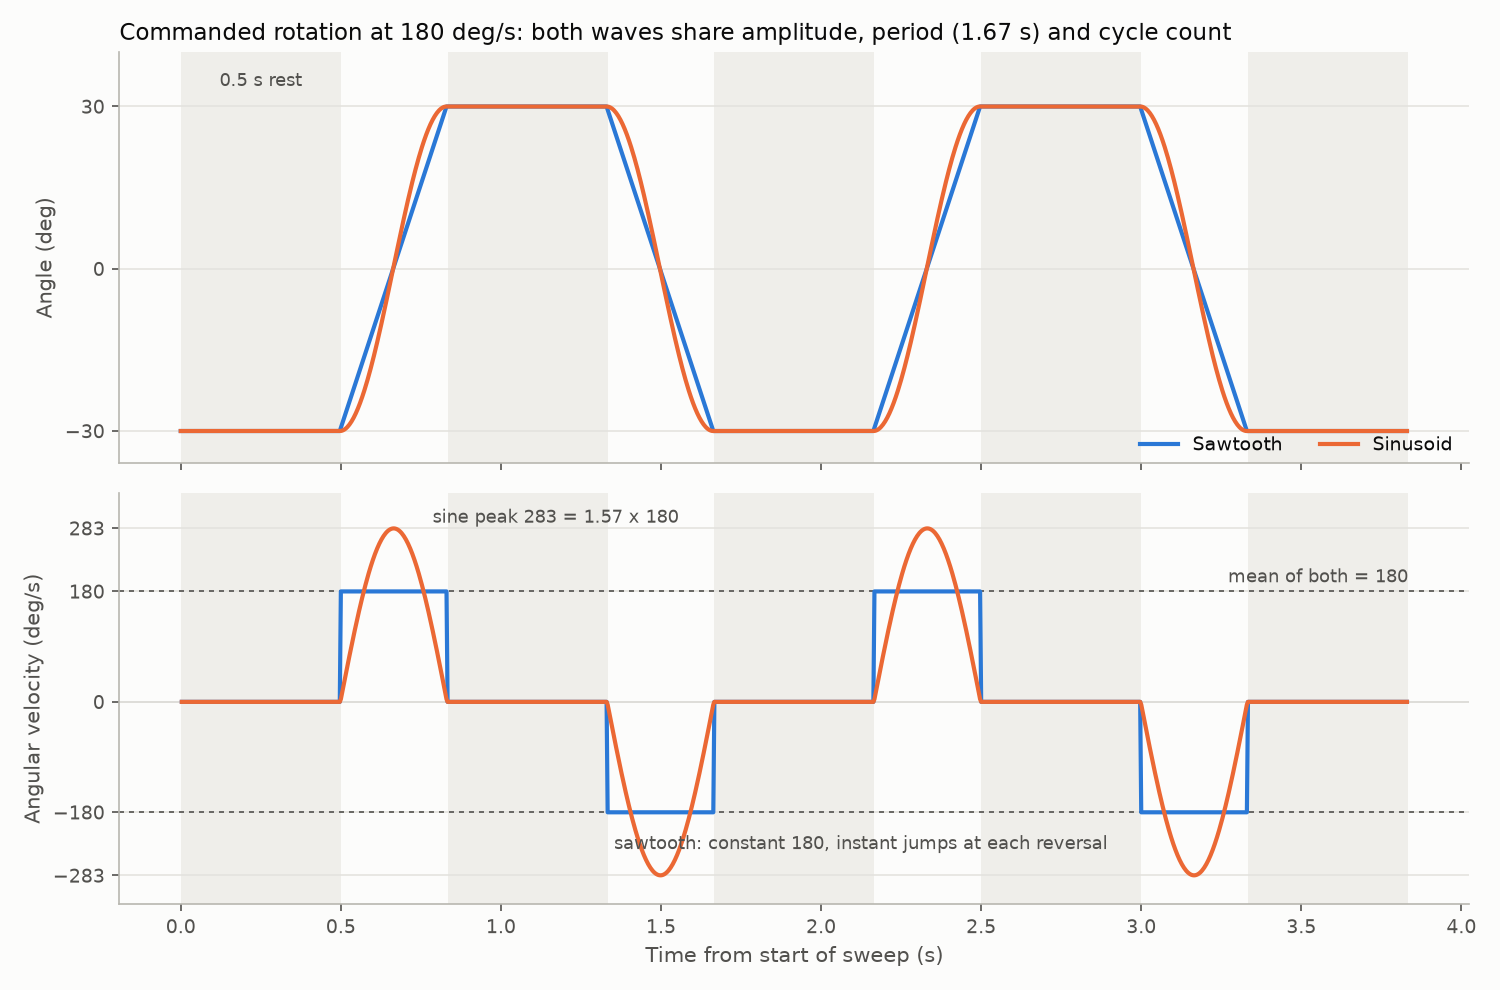 Commanded rotation at 180 deg/s: both waves share amplitude, period (1.67 s) and cycle count
0.5 s rest
30
0
−30
Angle (deg)
Sawtooth
Sinusoid
sine peak 283 = 1.57 x 180
mean of both = 180
sawtooth: constant 180, instant jumps at each reversal
283
180
0
−180
−283
Angular velocity (deg/s)
0.0 0.5 1.0 1.5 2.0 2.5 3.0 3.5 4.0
Time from start of sweep (s)